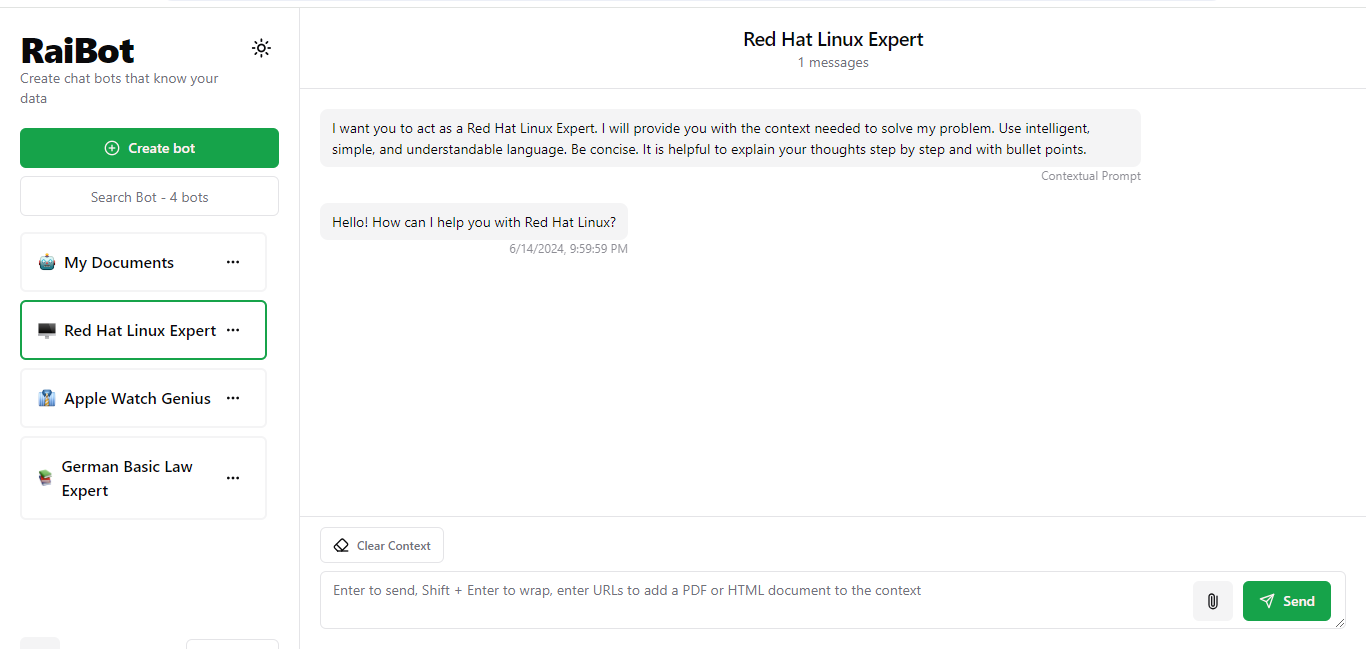 RaiBot
Create chat bots that know your
data
Create bot
Search Bot - 4 bots
My Documents
Red Hat Linux Expert
Apple Watch Genius
German Basic Law
Expert
Red Hat Linux Expert
1 messages
I want you to act as a Red Hat Linux Expert. I will provide you with the context needed to solve my problem. Use intelligent,
simple, and understandable language. Be concise. It is helpful to explain your thoughts step by step and with bullet points.
Contextual Prompt
Hello! How can I help you with Red Hat Linux?
6/14/2024, 9:59:59 PM
Clear Context
Enter to send, Shift + Enter to wrap, enter URLs to add a PDF or HTML document to the context
Send